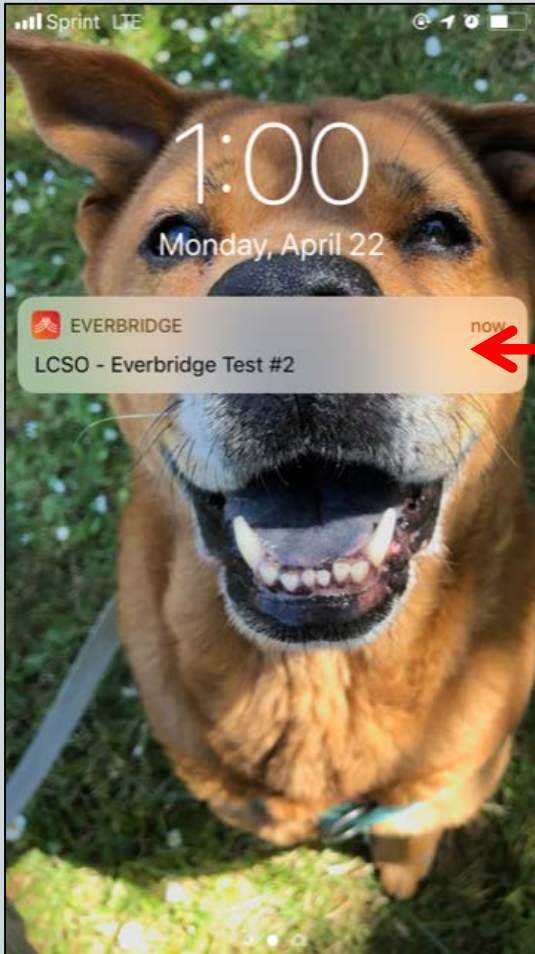 Sprint LTE
1:00
Monday, April 22
EVERBRIDGE now
LCSO - Everbridge Test #2